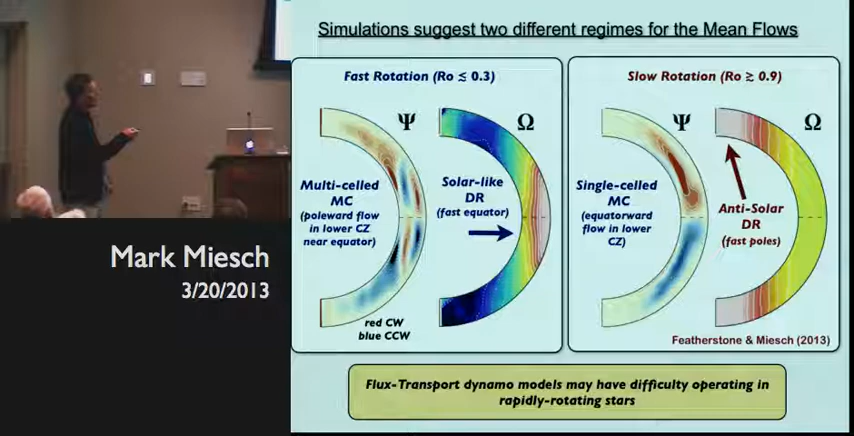 Simulations suggest two different regimes for the Mean Flows
Fast Rotation (Ro ≲ 0.3)
Ψ
Ω
Multi-celled
MC
(poleward flow
in lower CZ
near equator)
Solar-like
DR
(fast equator)
red CW
blue CCW
Slow Rotation (Ro ≳ 0.9)
Ψ
Ω
Single-celled
MC
(equatorward
flow in lower
CZ)
Anti-Solar
DR
(fast poles)
Featherstone & Miesch (2013)
Flux-Transport dynamo models may have difficulty operating in
rapidly-rotating stars
Mark Miesch
3/20/2013